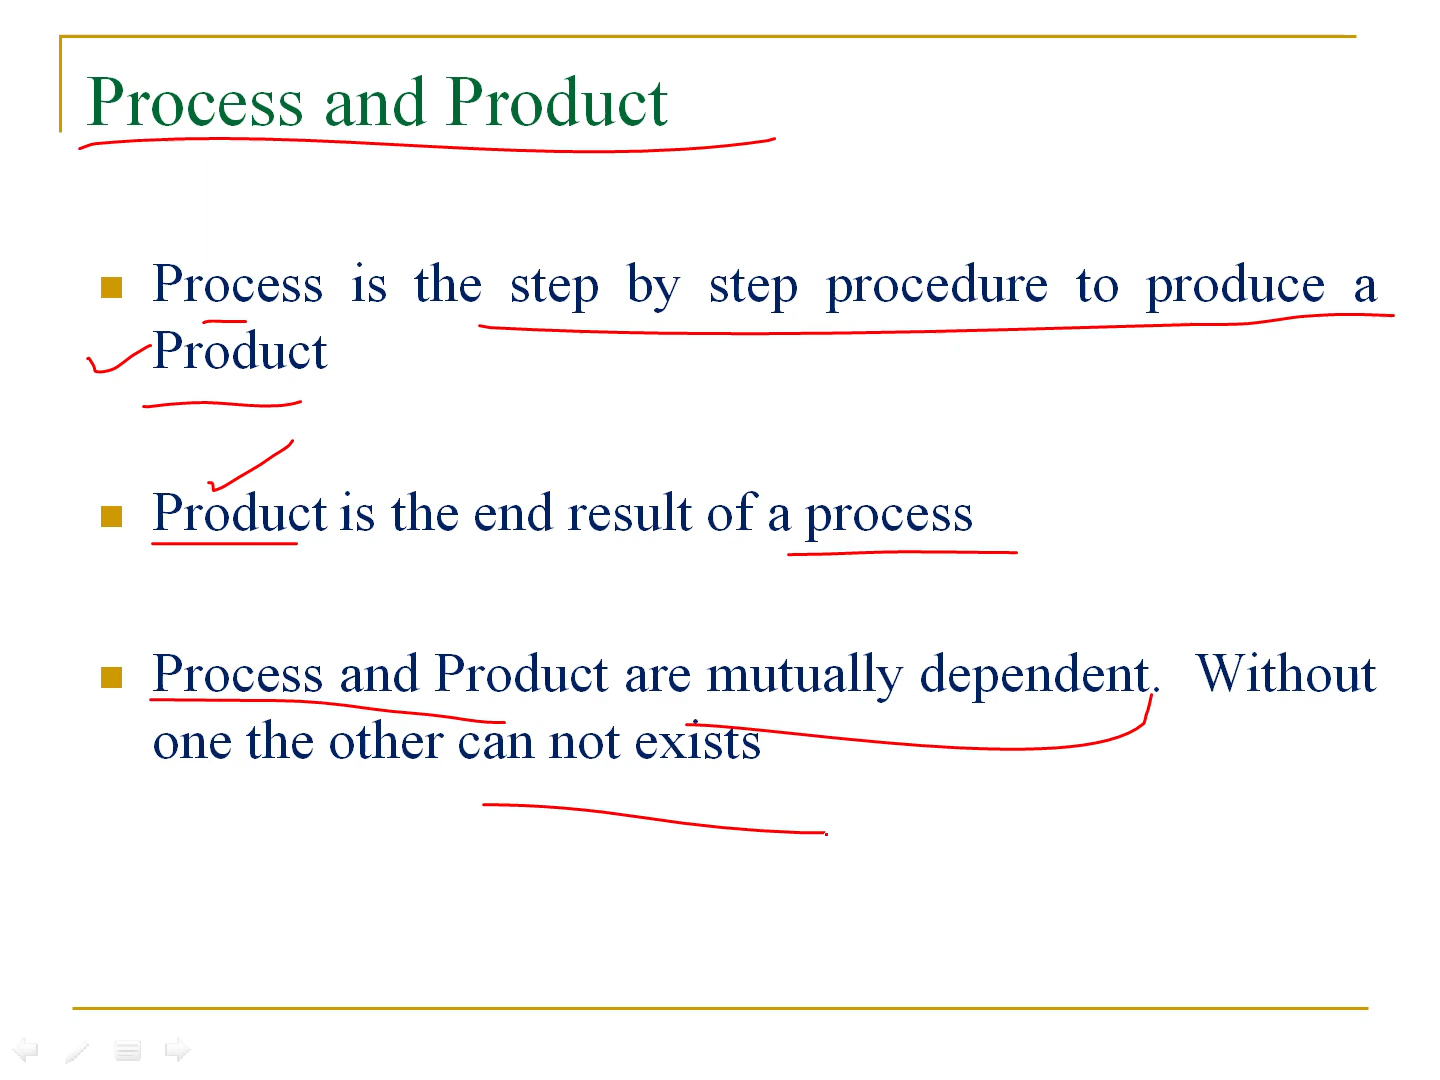 Process and Product
Process is the step by step procedure to produce a
Product
Product is the end result of a process
Process and Product are mutually dependent. Without
one the other can not exists